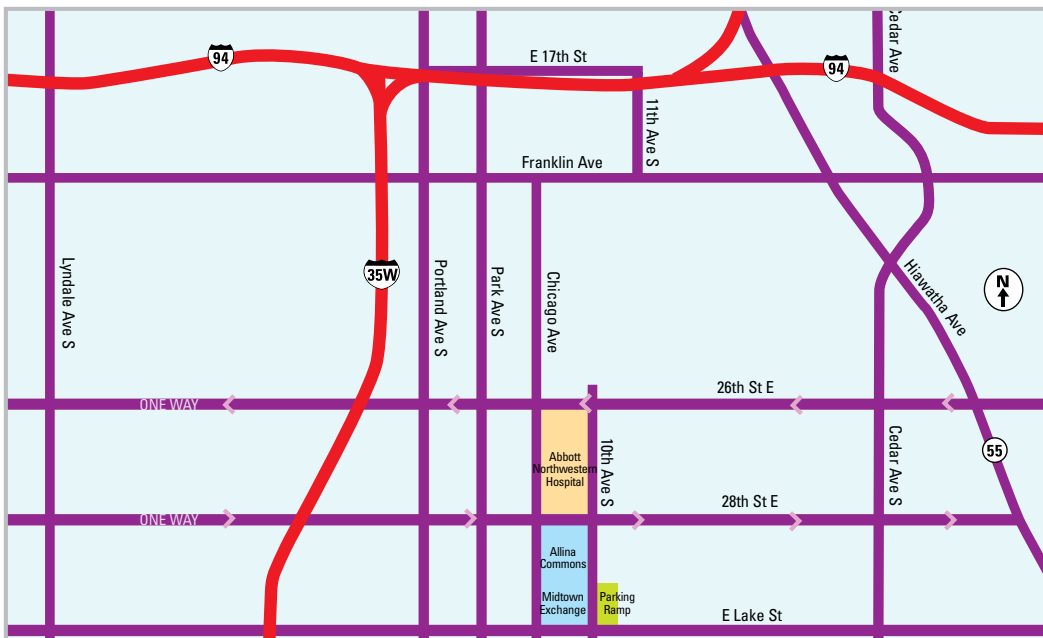 94
E 17th St
94
Cedar Ave
11th Ave S
Franklin Ave
Lyndale Ave S
35W
Portland Ave S
Park Ave S
Chicago Ave
Hiawatha Ave
N
26th St E
ONE WAY
Abbott
Northwestern
Hospital
10th Ave S
Cedar Ave S
55
28th St E
ONE WAY
Allina
Commons
Midtown
Exchange
Parking
Ramp
E Lake St